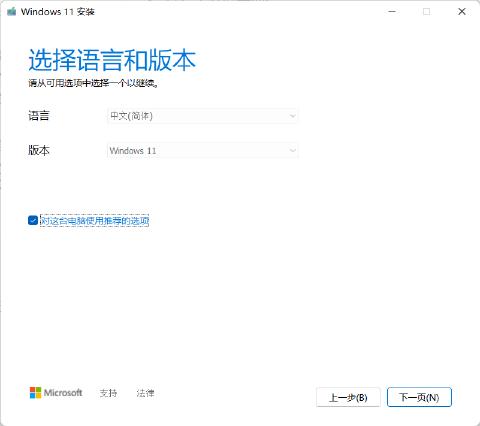 Windows 11 安装
选择语言和版本
请从可用选项中选择一个以继续。
语言
中文(简体)
版本
Windows 11
对这台电脑使用推荐的选项
Microsoft 支持 法律 上一步(B) 下一页(N)